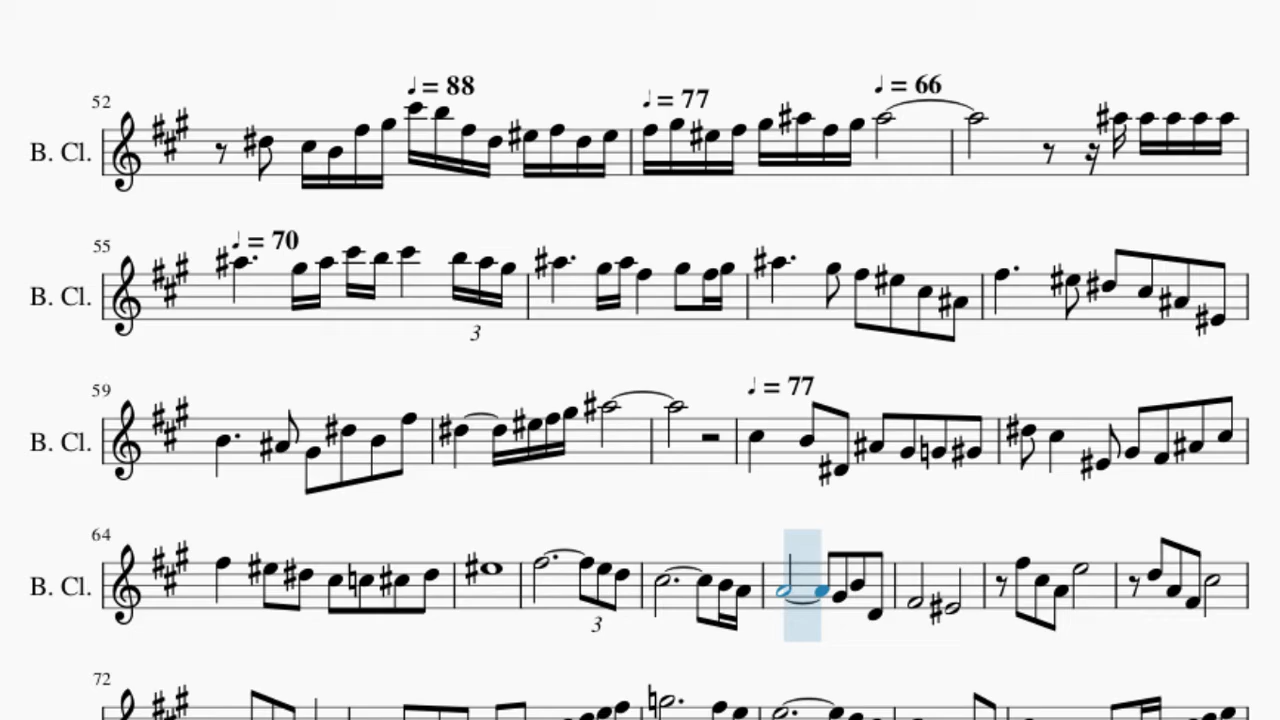 ♩ = 88
♩ = 77
♩ = 66
52
B. Cl.
♩ = 70
55
B. Cl.
3
♩ = 77
59
B. Cl.
64
B. Cl.
3
72